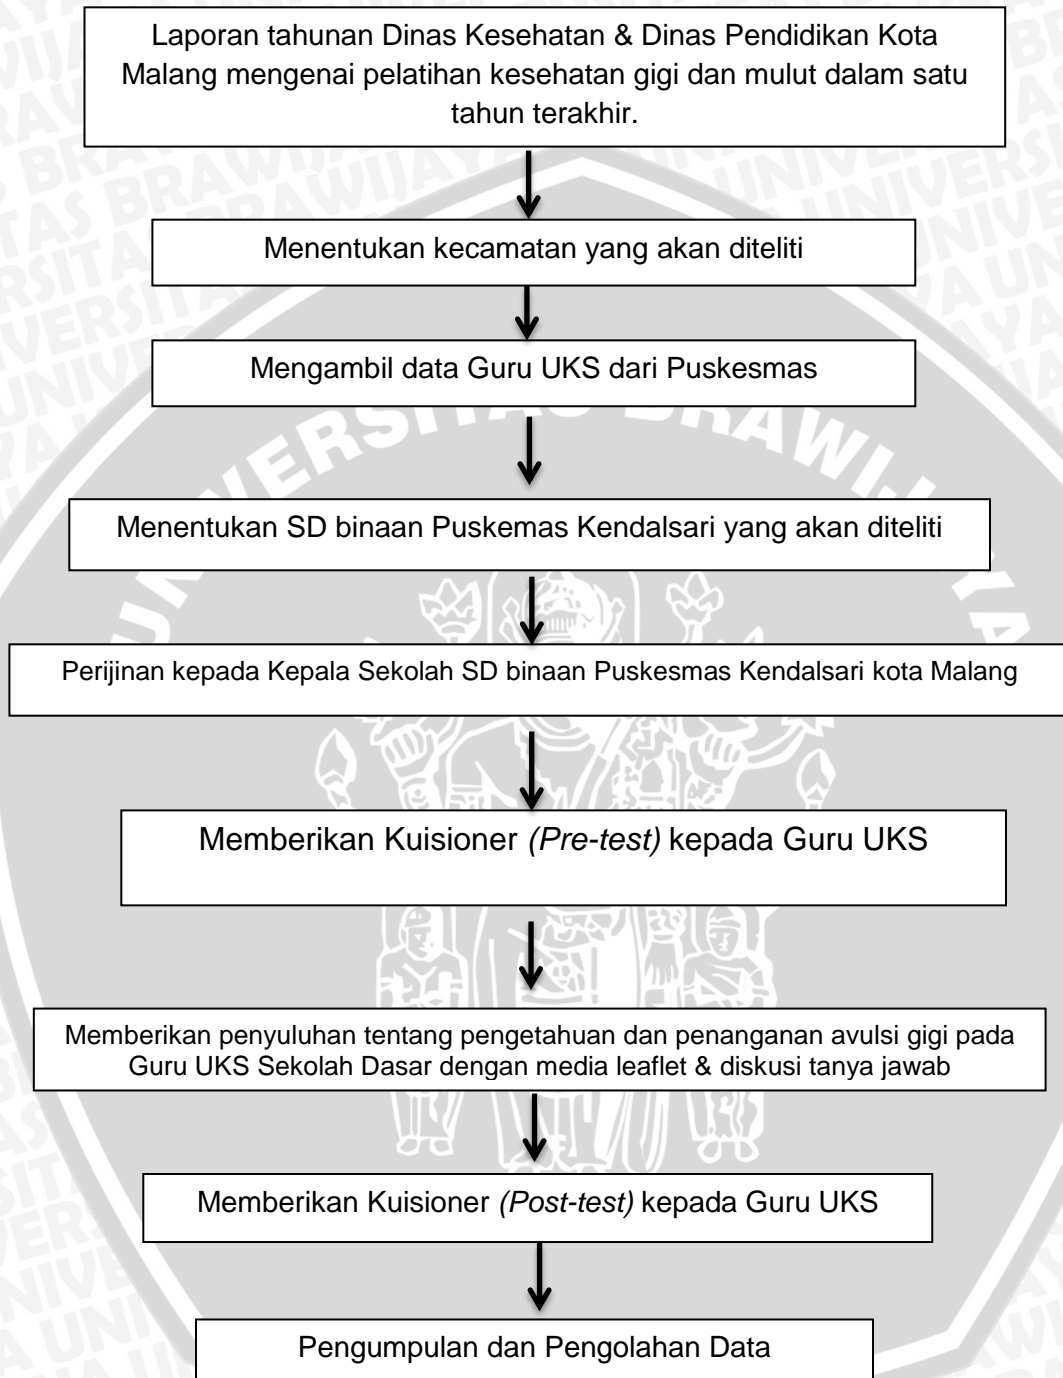 Laporan tahunan Dinas Kesehatan & Dinas Pendidikan Kota
Malang mengenai pelatihan kesehatan gigi dan mulut dalam satu
tahun terakhir.
Menentukan kecamatan yang akan diteliti
Mengambil data Guru UKS dari Puskesmas
UNIVERSITAS BRAWIJAYA
Menentukan SD binaan Puskemas Kendalsari yang akan diteliti
Perijinan kepada Kepala Sekolah SD binaan Puskesmas Kendalsari kota Malang
Memberikan Kuisioner (Pre-test) kepada Guru UKS
Memberikan penyuluhan tentang pengetahuan dan penanganan avulsi gigi pada
Guru UKS Sekolah Dasar dengan media leaflet & diskusi tanya jawab
Memberikan Kuisioner (Post-test) kepada Guru UKS
Pengumpulan dan Pengolahan Data